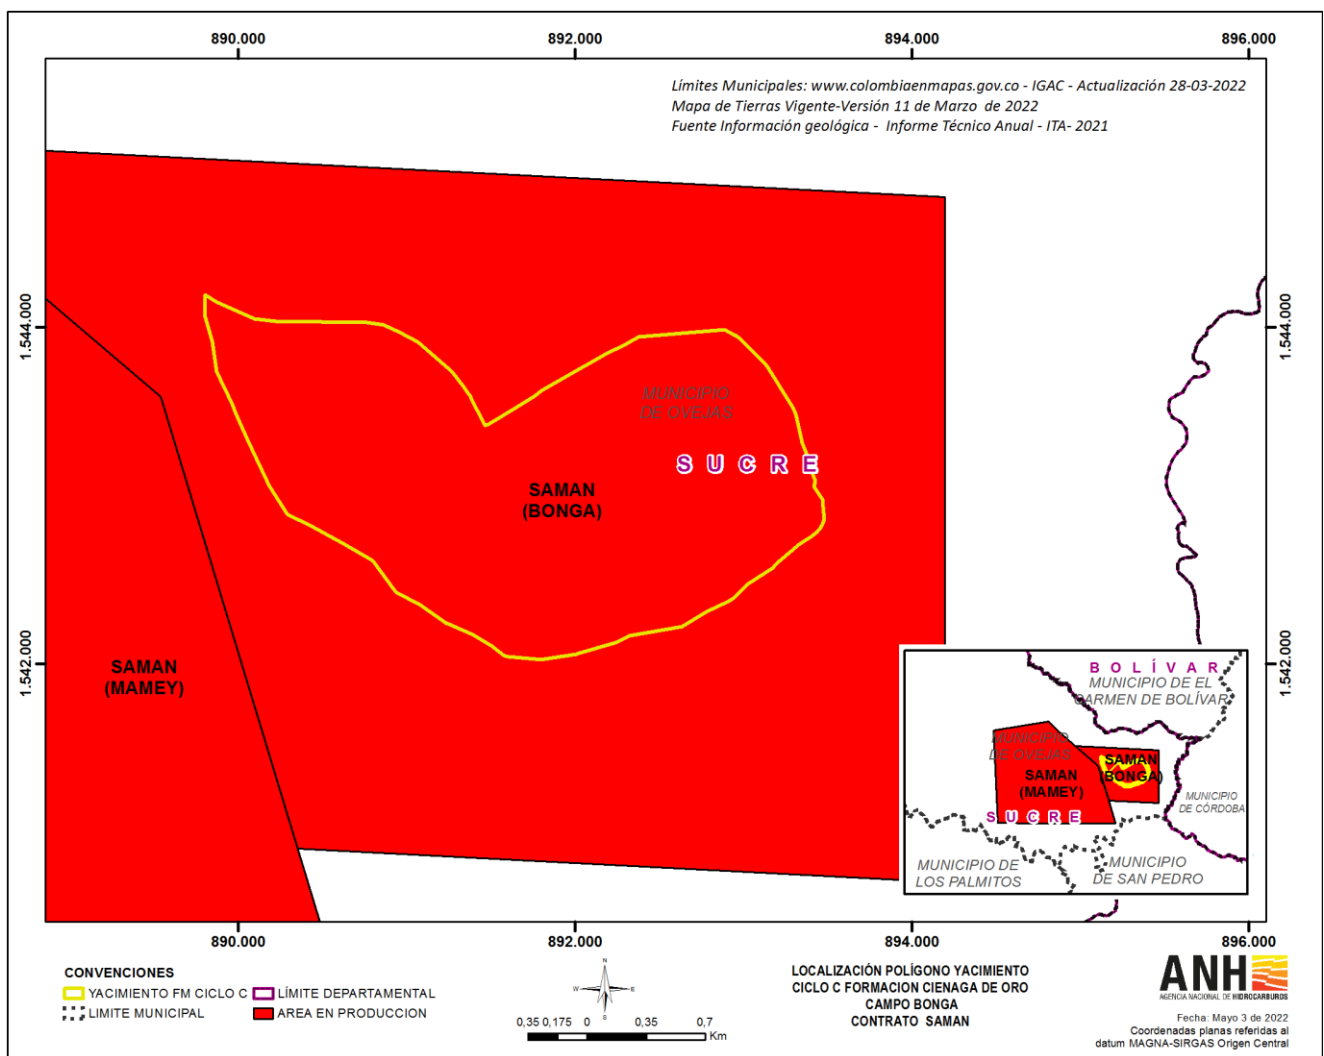 890.000
892.000
894.000
896.000
Límites Municipales: www.colombiaenmapas.gov.co - IGAC - Actualización 28-03-2022
Mapa de Tierras Vigente-Versión 11 de Marzo de 2022
Fuente Información geológica - Informe Técnico Anual - ITA- 2021
1.544.000
1.544.000
MUNICIPIO
DE OVEJAS
SUCRE
SAMAN
(BONGA)
SAMAN
(MAMEY)
1.542.000
1.542.000
BOLÍVAR
MUNICIPIO DE EL
CARMEN DE BOLÍVAR
MUNICIPIO
DE OVEJAS
SAMAN
(BONGA)
SAMAN
(MAMEY)
MUNICIPIO
DE CÓRDOBA
SUCRE
MUNICIPIO DE
LOS PALMITOS
MUNICIPIO
DE SAN PEDRO
890.000
892.000
894.000
896.000
CONVENCIONES
YACIMIENTO FM CICLO C
LÍMITE DEPARTAMENTAL
LIMITE MUNICIPAL
AREA EN PRODUCCION
N
W
E
S
0,35 0,175 0 0,35 0,7
Km
LOCALIZACIÓN POLÍGONO YACIMIENTO
CICLO C FORMACION CIENAGA DE ORO
CAMPO BONGA
CONTRATO SAMAN
ANH
AGENCIA NACIONAL DE HIDROCARBUROS
Fecha: Mayo 3 de 2022
Coordenadas planas referidas al
datum MAGNA-SIRGAS Origen Central